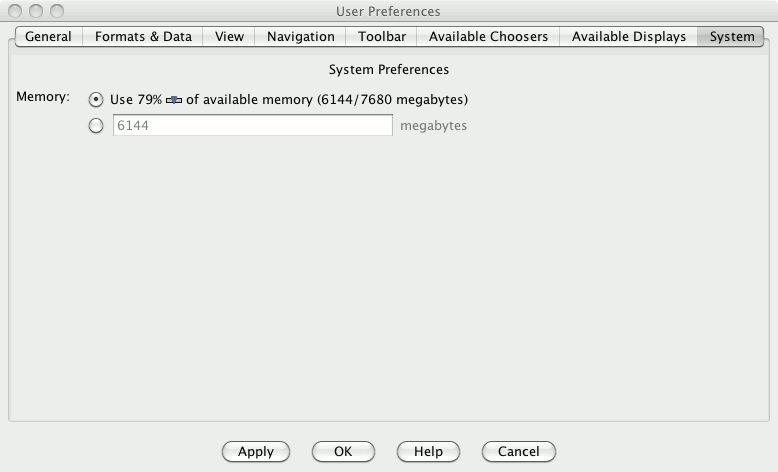 User Preferences
General Formats & Data View Navigation Toolbar Available Choosers Available Displays System
System Preferences
Memory: Use 79% of available memory (6144/7680 megabytes)
6144 megabytes
Apply OK Help Cancel